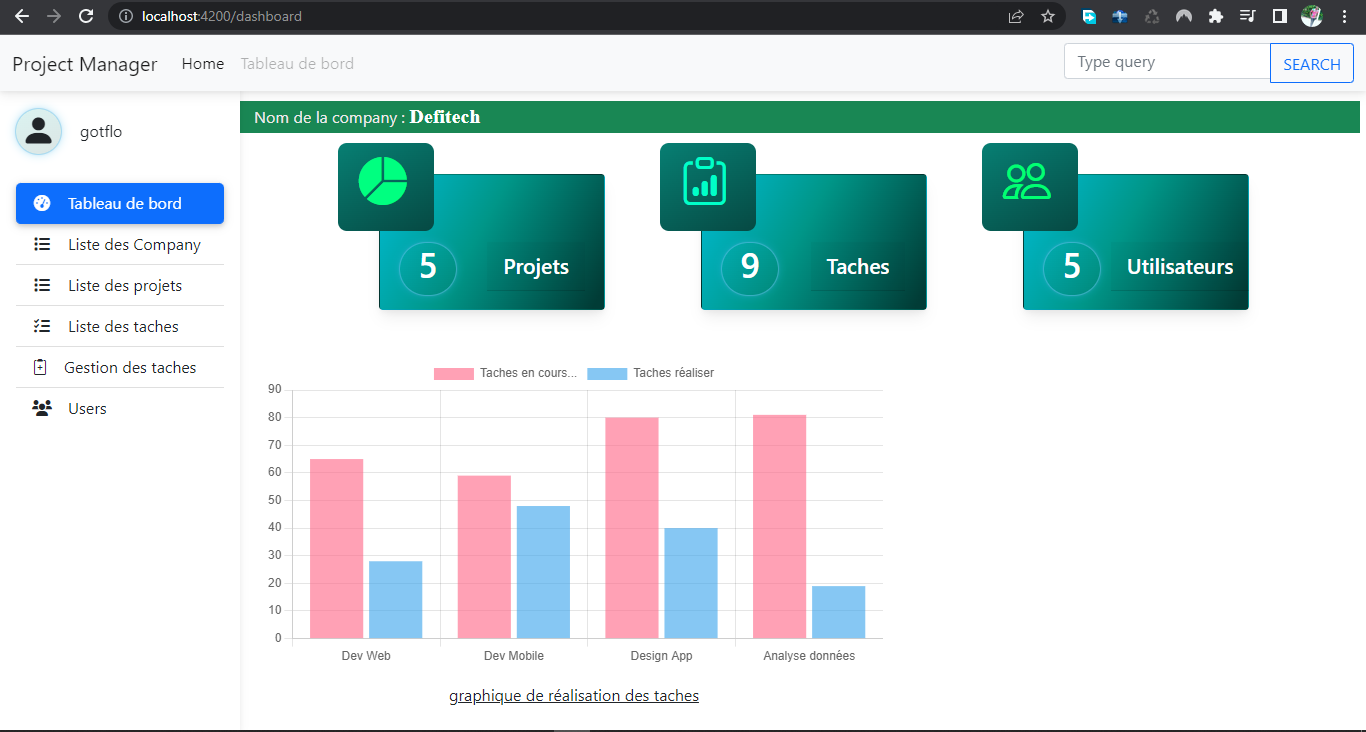 localhost:4200/dashboard
Project Manager Home Tableau de bord Type query SEARCH
gotflo
Tableau de bord
Liste des Company
Liste des projets
Liste des taches
Gestion des taches
Users
Nom de la company : Defitech
5 Projets
9 Taches
5 Utilisateurs
Taches en cours... Taches réaliser
90
80
70
60
50
40
30
20
10
0
Dev Web Dev Mobile Design App Analyse données
graphique de réalisation des taches